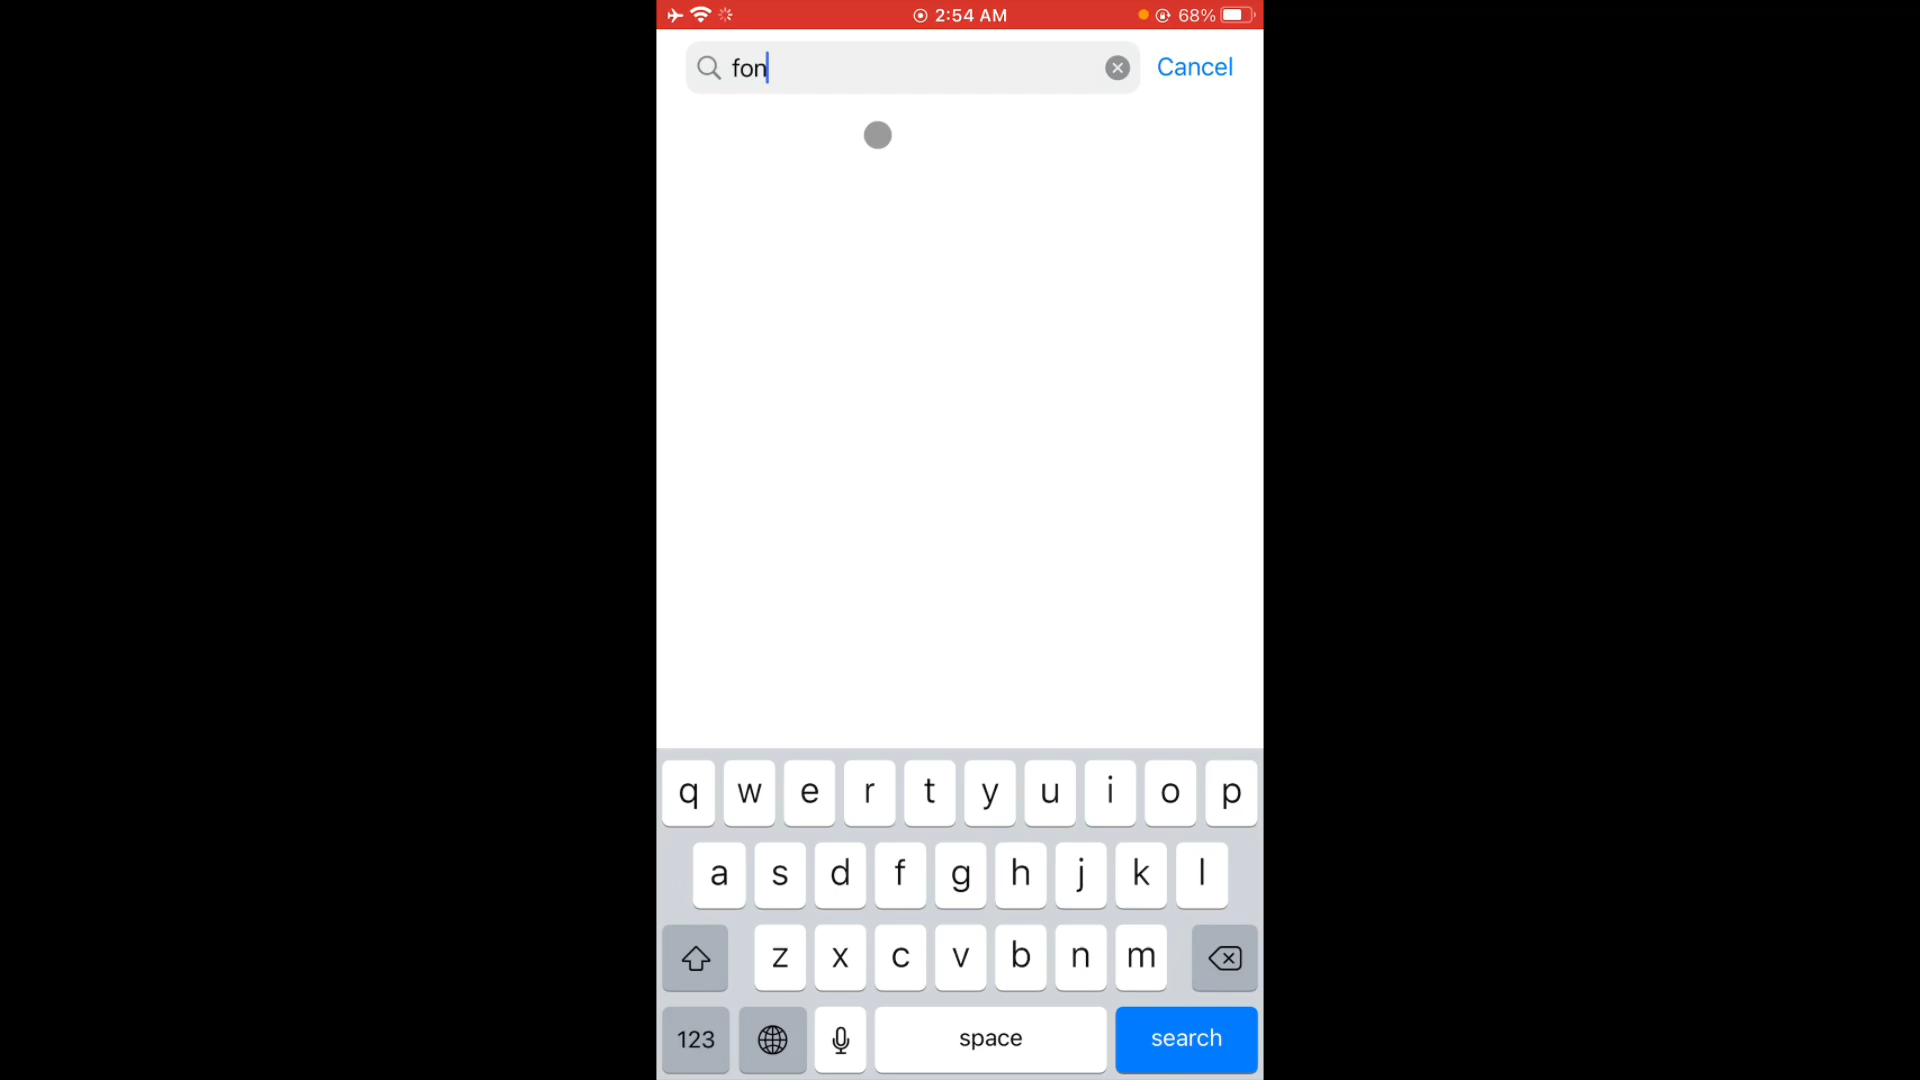 2:54 AM 68%
fon Cancel
q w e r t y u i o p
a s d f g h j k l
z x c v b n m
123 space search